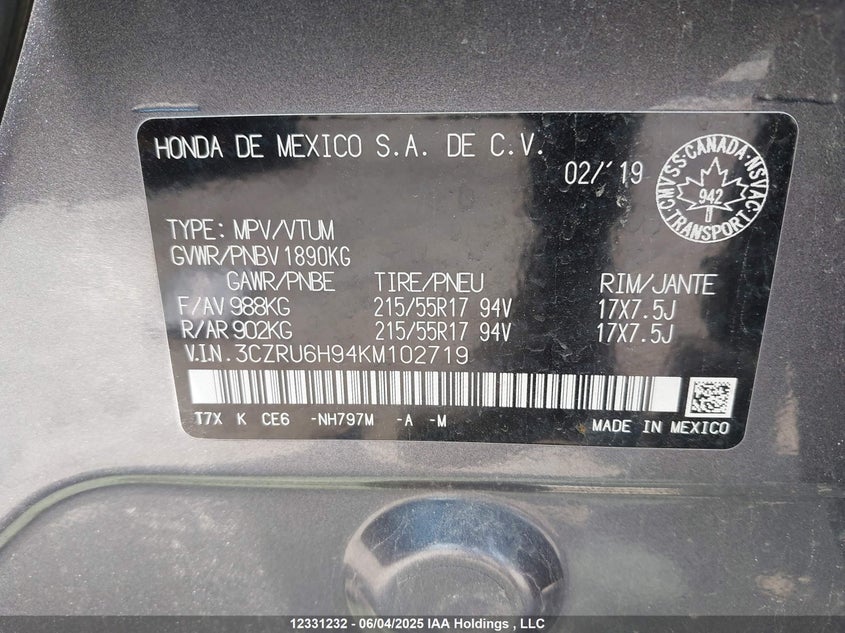 HONDA DE MEXICO S.A. DE C.V.
02/'19
CMVSS·CANADA·NSVAC
942
TRANSPORT
TYPE: MPV/VTUM
GVWR/PNBV 1890KG
GAWR/PNBE TIRE/PNEU RIM/JANTE
F/AV 988KG 215/55R17 94V 17X7.5J
R/AR 902KG 215/55R17 94V 17X7.5J
V.I.N. 3CZRU6H94KM102719
T7X K CE6 -NH797M -A -M MADE IN MEXICO
12331232 - 06/04/2025 IAA Holdings , LLC